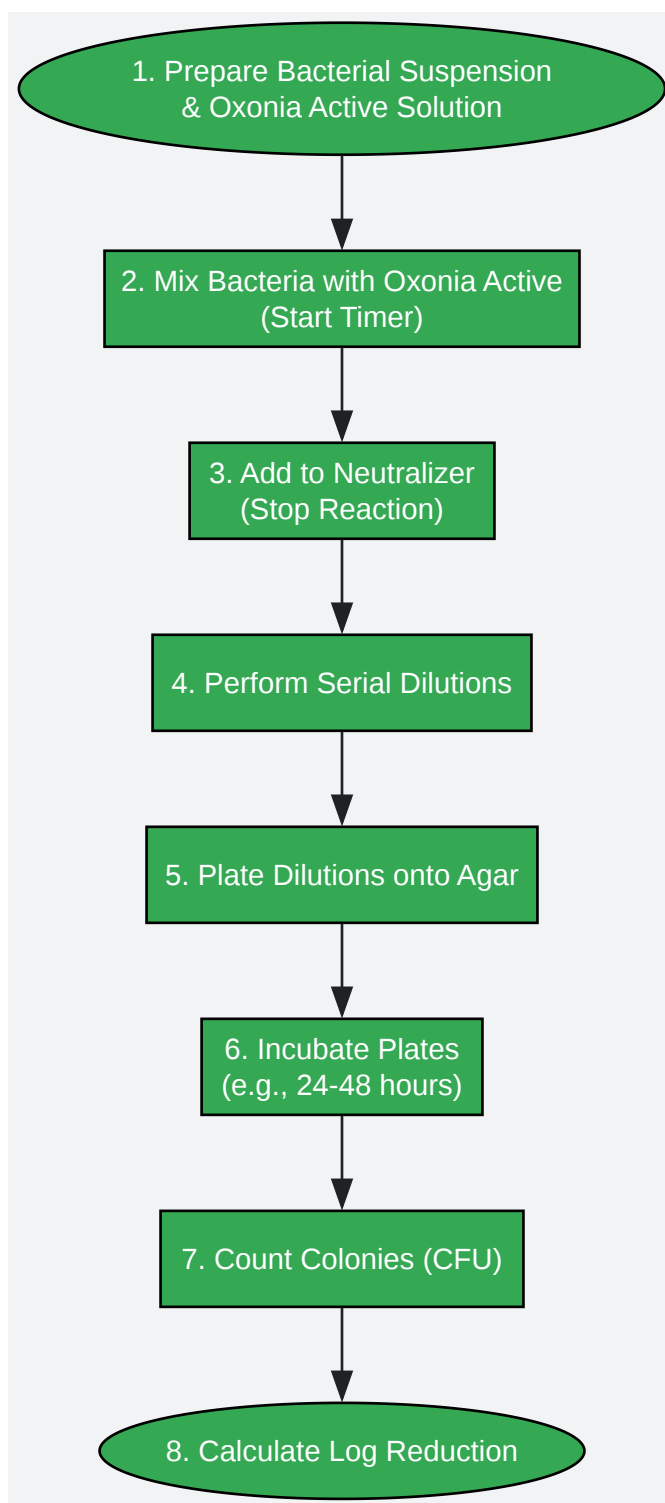 1. Prepare Bacterial Suspension
& Oxonia Active Solution
2. Mix Bacteria with Oxonia Active
(Start Timer)
3. Add to Neutralizer
(Stop Reaction)
4. Perform Serial Dilutions
5. Plate Dilutions onto Agar
6. Incubate Plates
(e.g., 24-48 hours)
7. Count Colonies (CFU)
8. Calculate Log Reduction